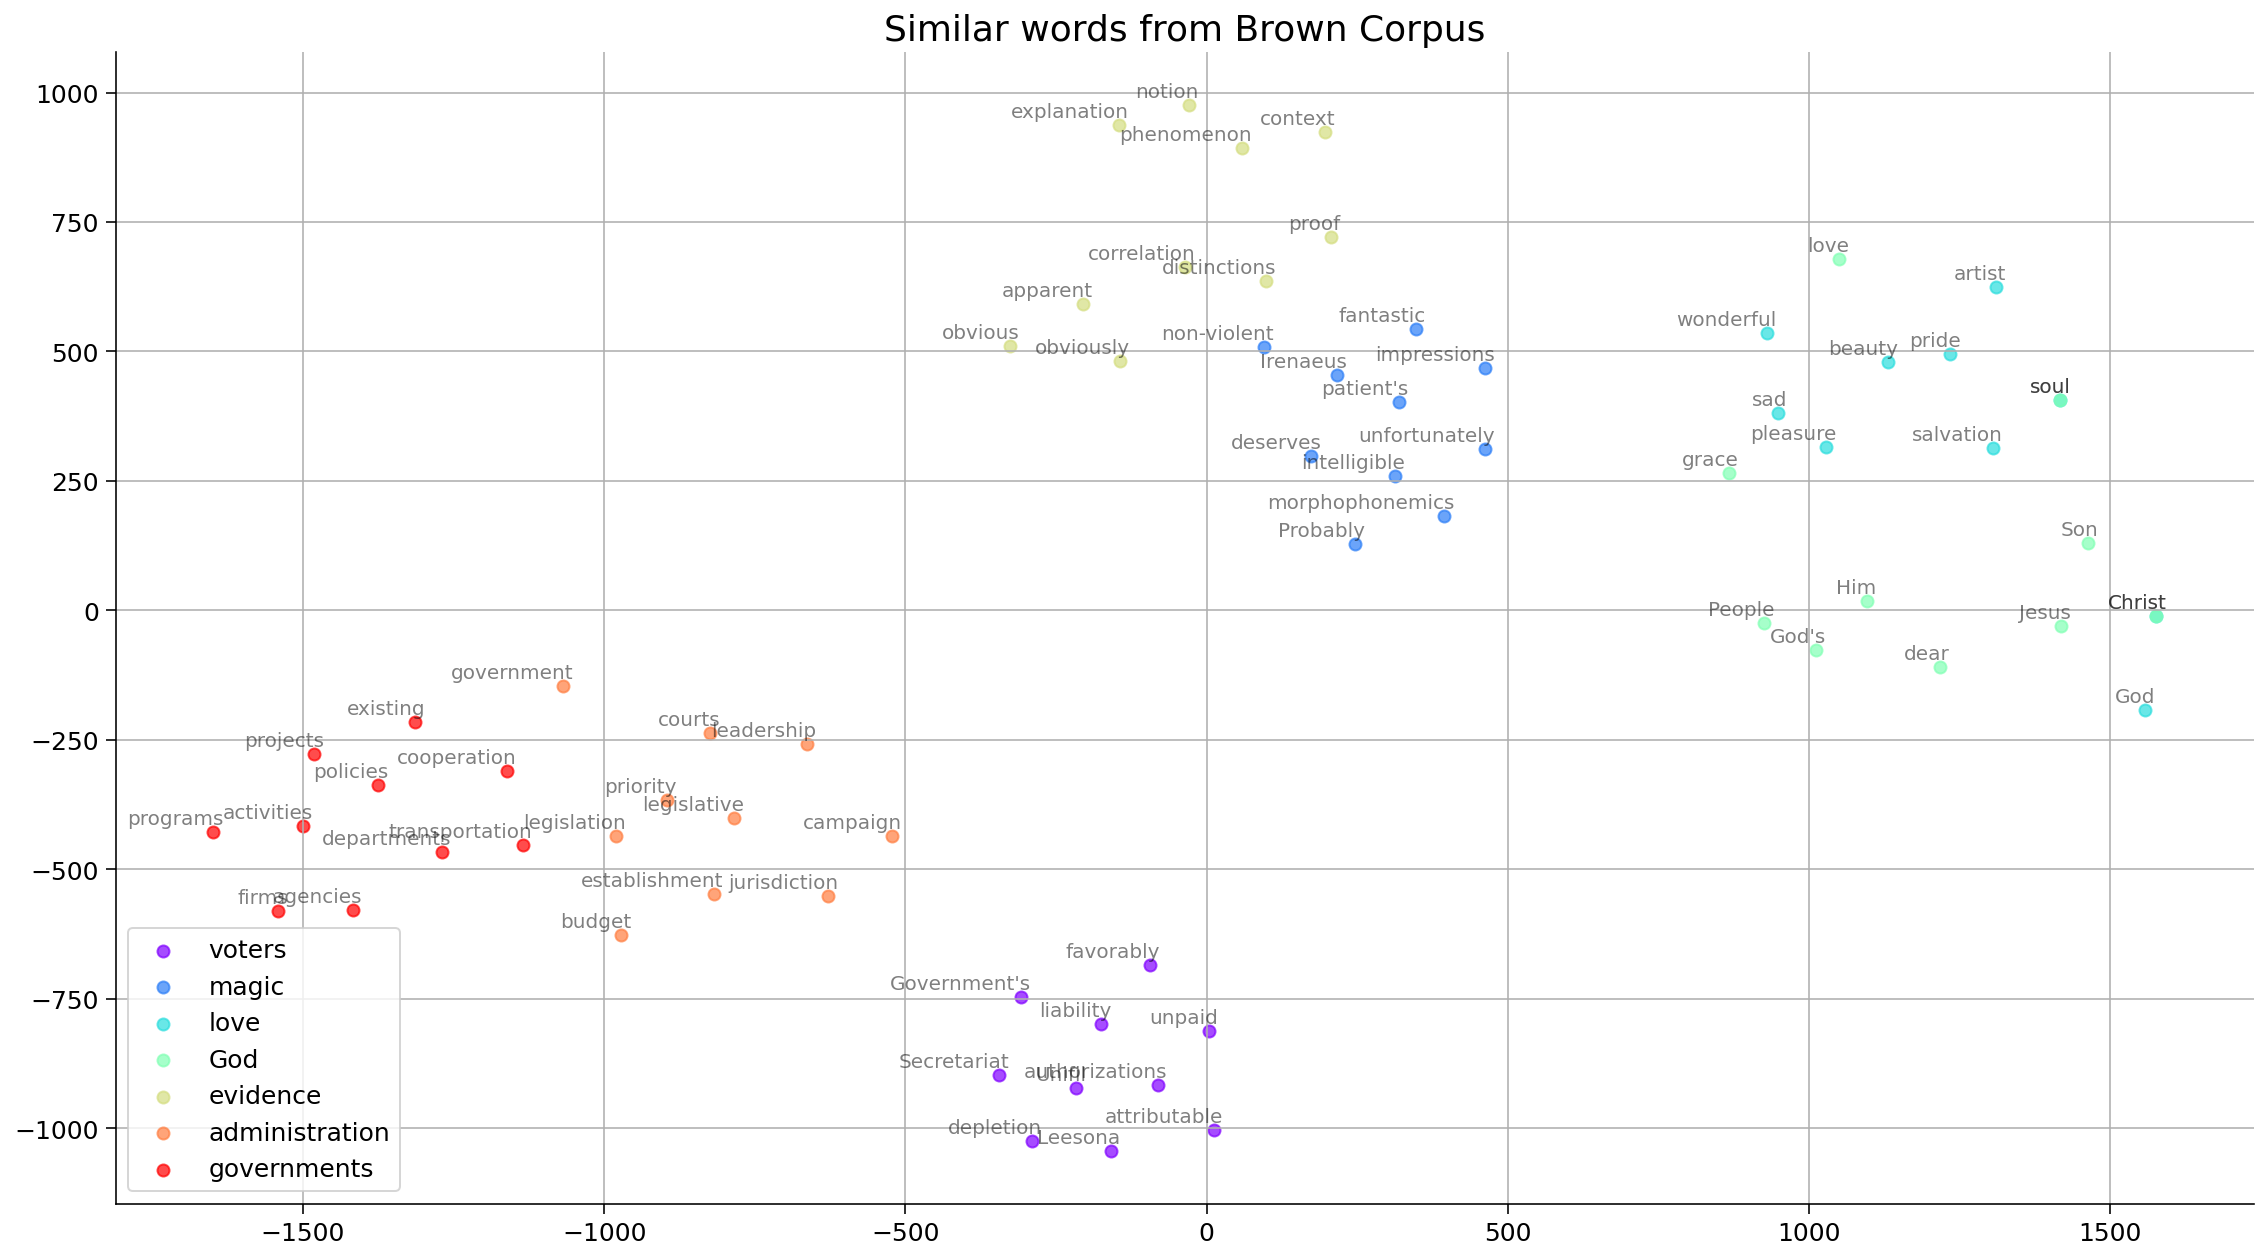 Similar words from Brown Corpus
1000
750
500
250
0
−250
−500
−750
−1000
notion
explanation
context
phenomenon
proof
correlation
distinctions
apparent
obvious
obviously
fantastic
non-violent
impressions
Irenaeus
patient's
deserves
unfortunately
intelligible
morphophonemics
Probably
love
artist
wonderful
pride
beauty
soul
sad
pleasure
salvation
grace
Son
Him
People
Christ
Jesus
God's
dear
God
government
existing
courts
leadership
projects
cooperation
policies
priority
legislative
activities
programs
transportation
legislation
campaign
departments
establishment
jurisdiction
firms
agencies
budget
favorably
Government's
liability
unpaid
Secretariat
authorizations
Unifil
attributable
depletion
Leesona
voters
magic
love
God
evidence
administration
governments
−1500
−1000
−500
0
500
1000
1500